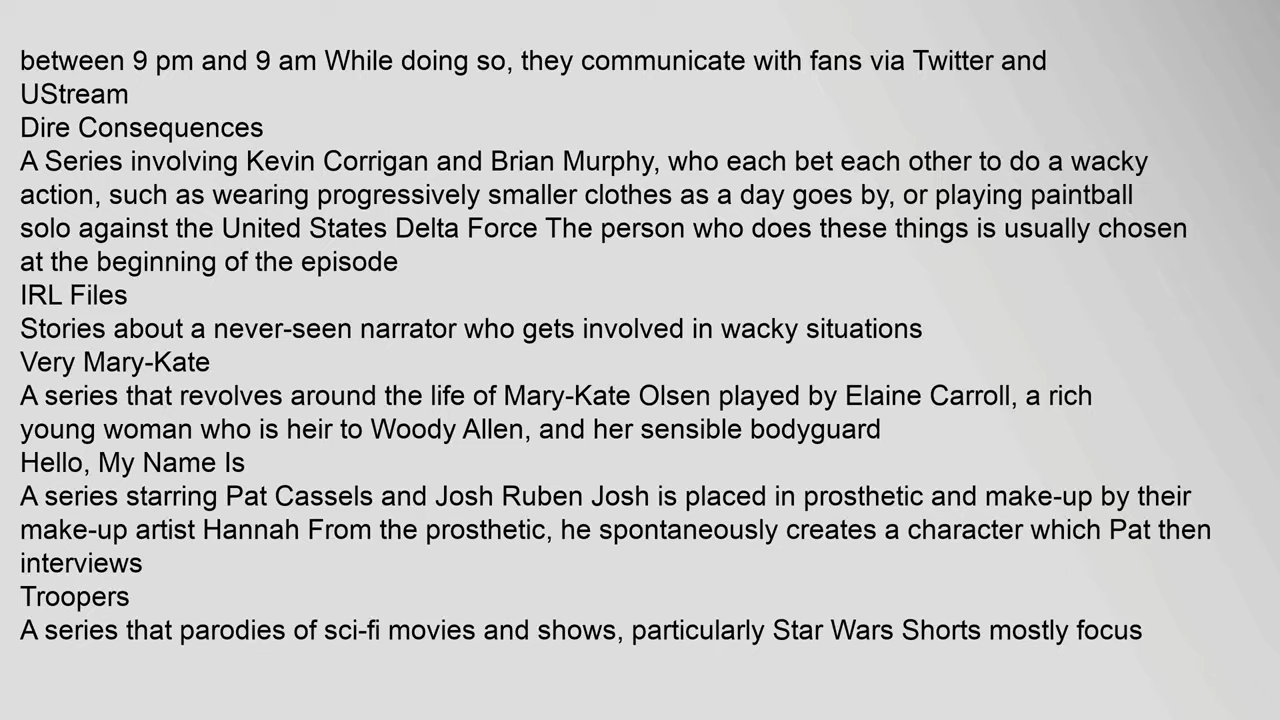 between 9 pm and 9 am While doing so, they communicate with fans via Twitter and
UStream
Dire Consequences
A Series involving Kevin Corrigan and Brian Murphy, who each bet each other to do a wacky
action, such as wearing progressively smaller clothes as a day goes by, or playing paintball
solo against the United States Delta Force The person who does these things is usually chosen
at the beginning of the episode
IRL Files
Stories about a never-seen narrator who gets involved in wacky situations
Very Mary-Kate
A series that revolves around the life of Mary-Kate Olsen played by Elaine Carroll, a rich
young woman who is heir to Woody Allen, and her sensible bodyguard
Hello, My Name Is
A series starring Pat Cassels and Josh Ruben Josh is placed in prosthetic and make-up by their
make-up artist Hannah From the prosthetic, he spontaneously creates a character which Pat then
interviews
Troopers
A series that parodies of sci-fi movies and shows, particularly Star Wars Shorts mostly focus